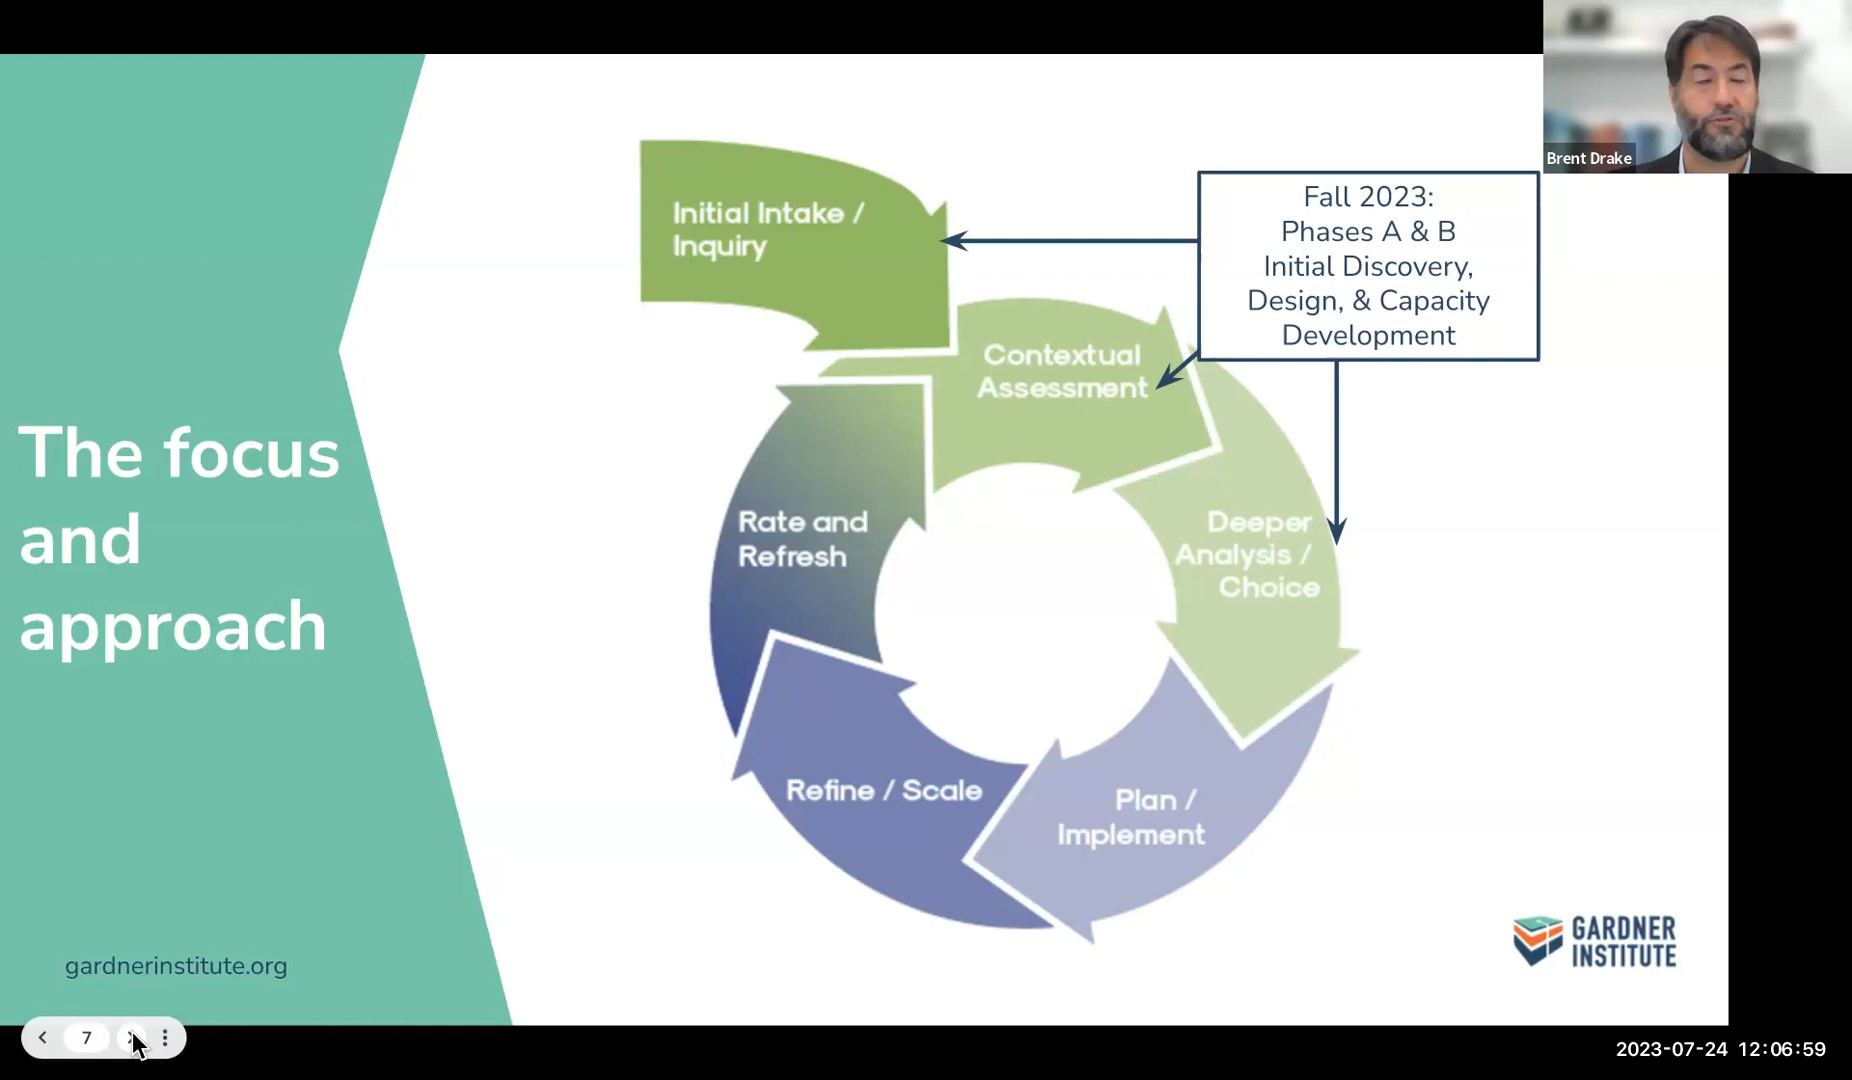 Brent Drake
Fall 2023:
Phases A & B
Initial Discovery,
Design, & Capacity
Development
Initial Intake /
Inquiry
Contextual
Assessment
Deeper
Analysis /
Choice
Plan /
Implement
Refine / Scale
Rate and
Refresh
The focus
and
approach
gardnerinstitute.org
GARDNER
INSTITUTE
7
2023-07-24 12:06:59